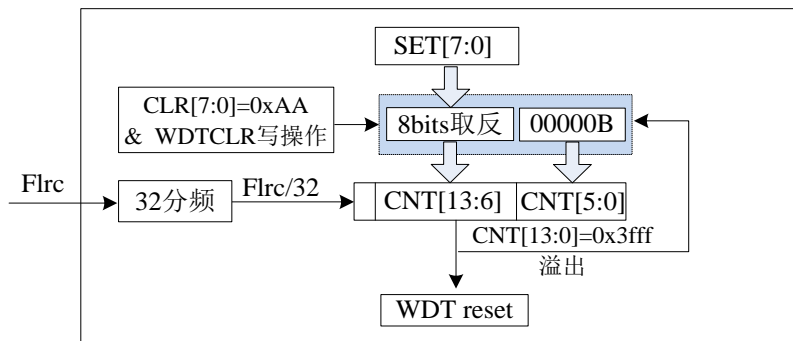 SET[7:0]
CLR[7:0]=0xAA
& WDTCLR写操作
8bits取反
00000B
Flrc
32分频
Flrc/32
CNT[13:6]
CNT[5:0]
CNT[13:0]=0x3fff
溢出
WDT reset